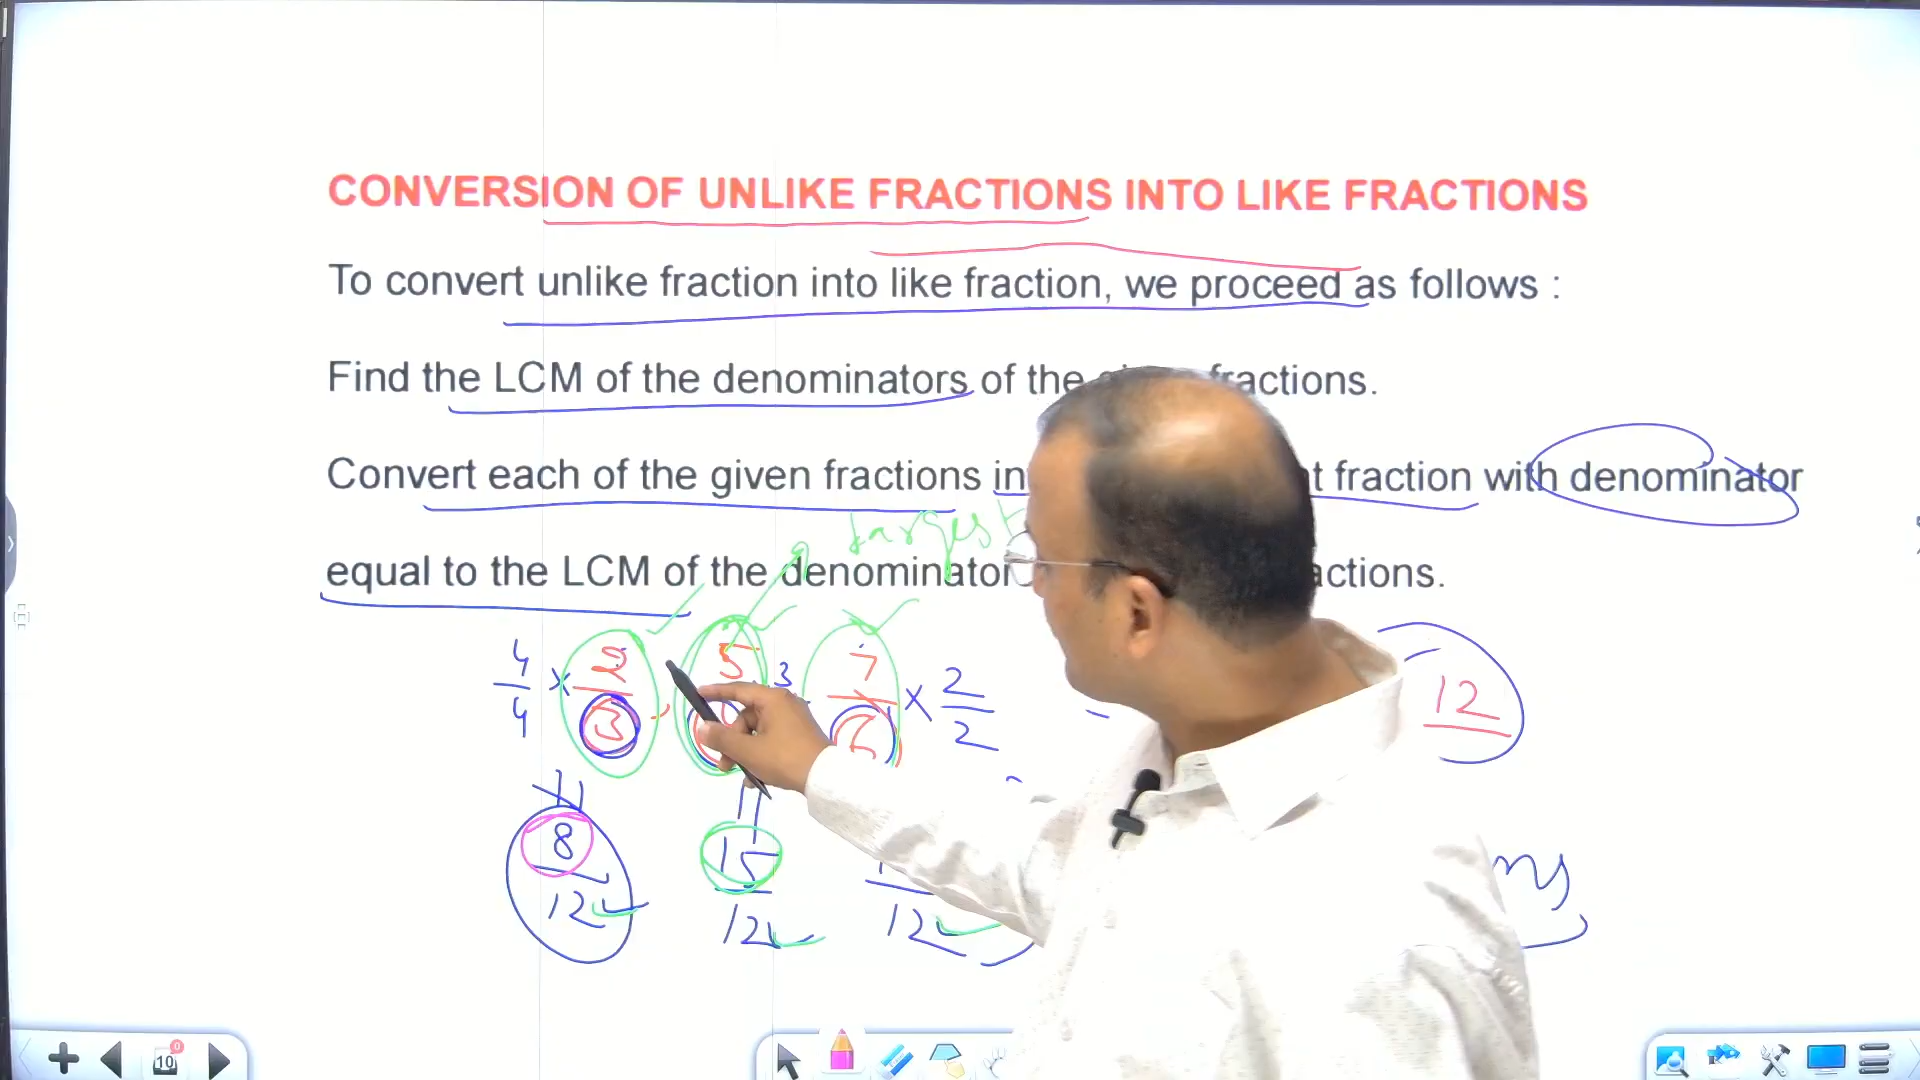 CONVERSION OF UNLIKE FRACTIONS INTO LIKE FRACTIONS
To convert unlike fraction into like fraction, we proceed as follows :
Find the LCM of the denominators of the fractions.
Convert each of the given fractions in t fraction with denominator
largest
equal to the LCM of the denominator actions.
4 × 2 5 3 7 × 2 12
4 3 2
8 15
12 12 12
10
0